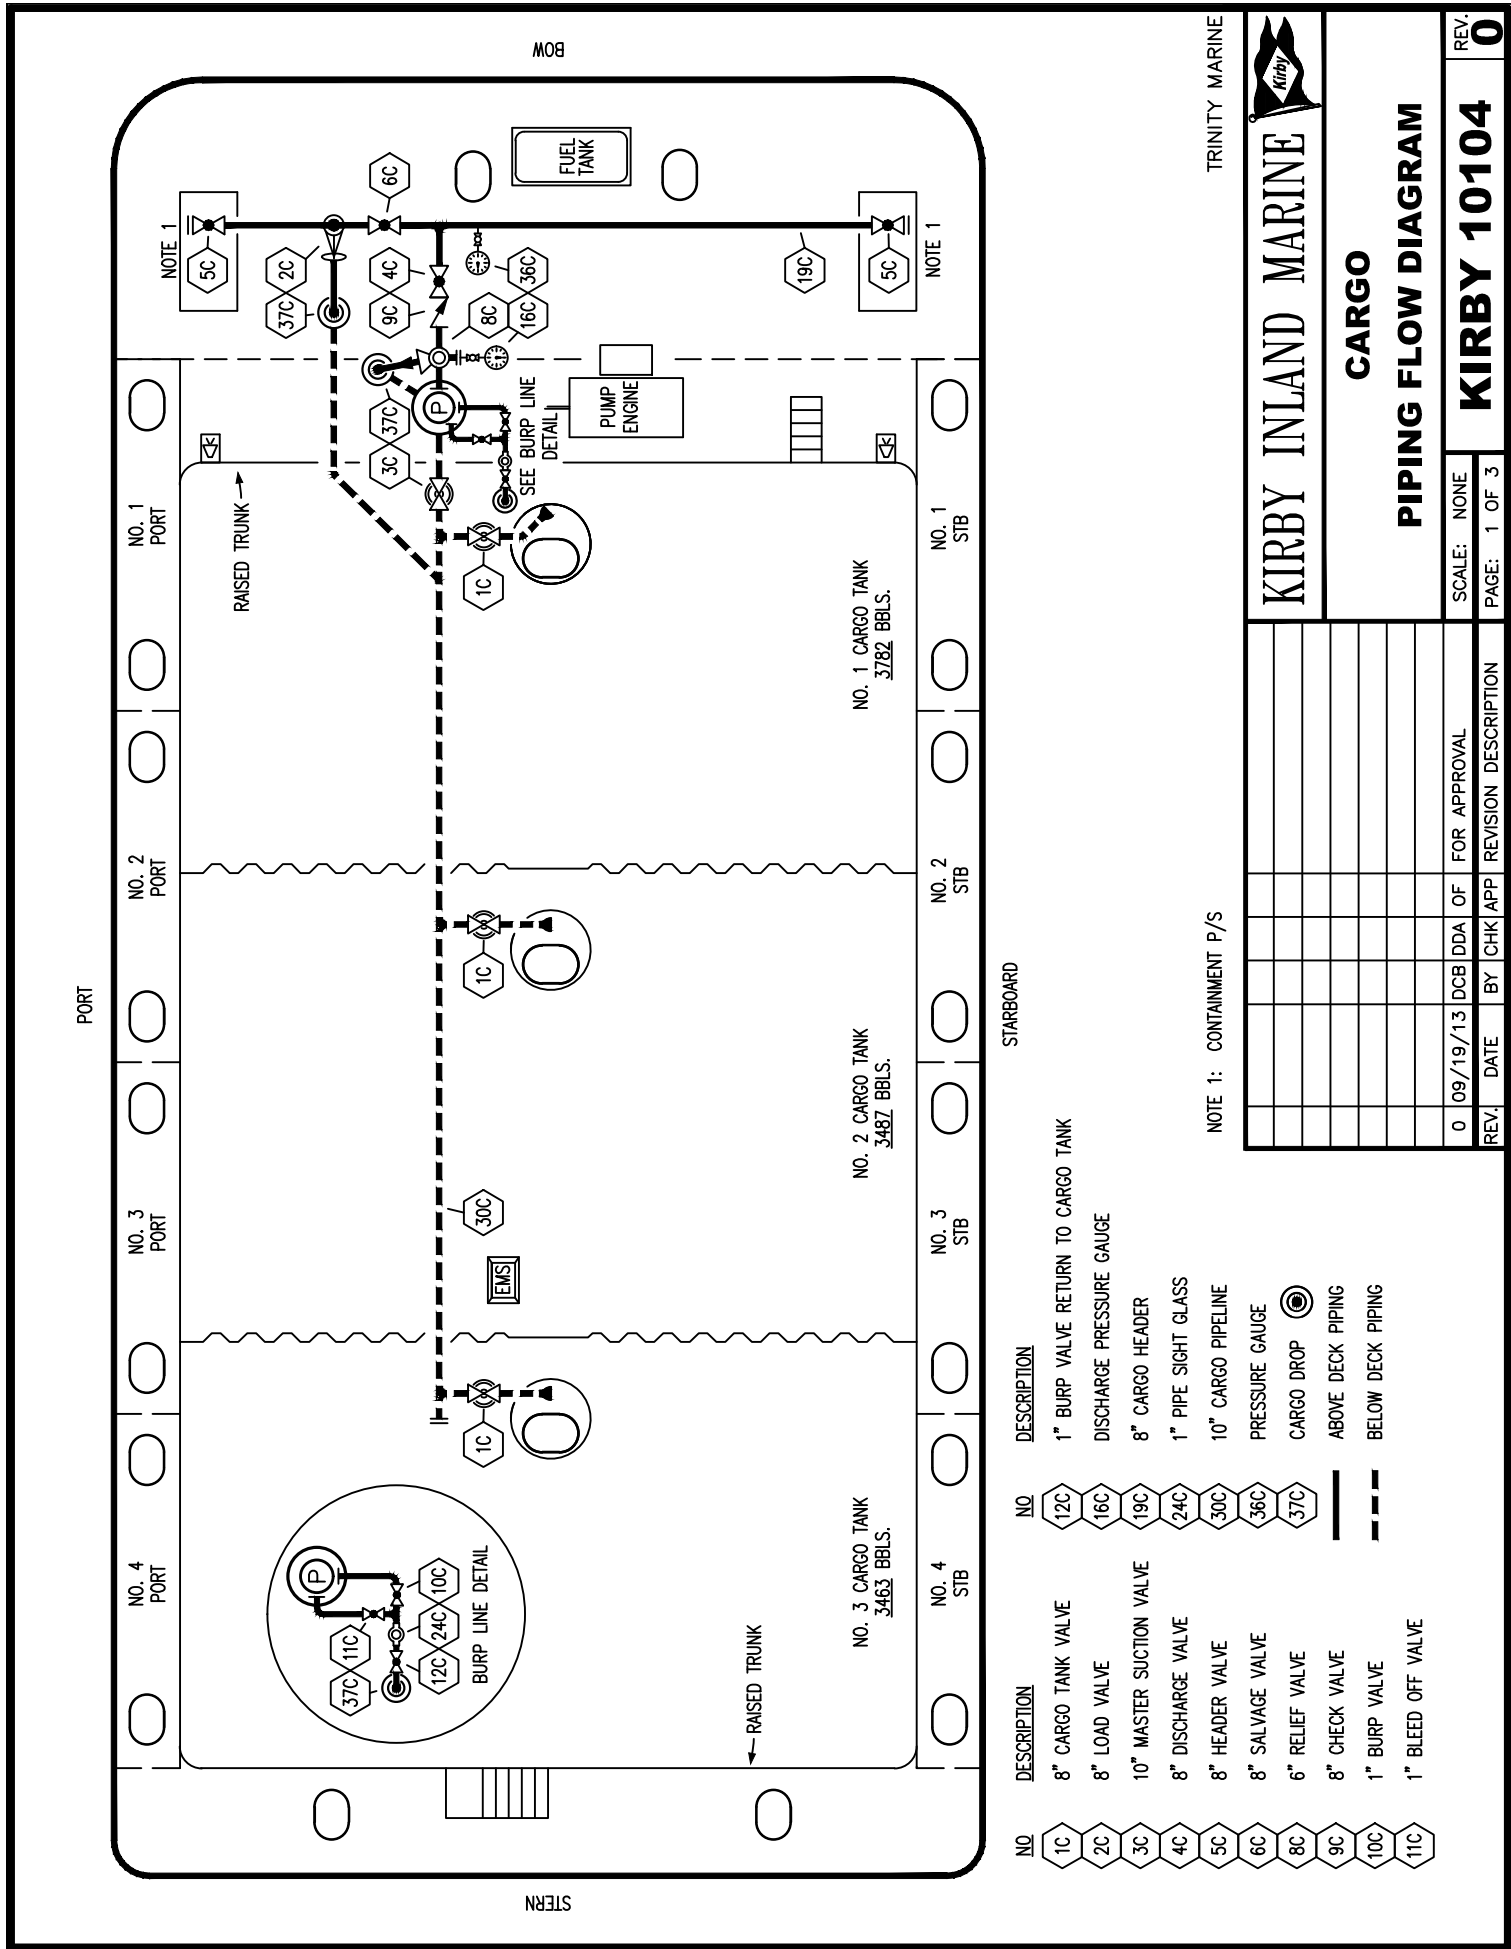 BOW
FUEL
TANK
6C
NOTE 1
5C
2C
37C
4C
9C
8C
36C
16C
19C
5C
NOTE 1
37C
3C
P
SEE BURP LINE
DETAIL
PUMP
ENGINE
RAISED TRUNK
NO. 1
PORT
NO. 1
STB
1C
NO. 1 CARGO TANK
3782 BBLS.
NO. 2
PORT
NO. 2
STB
1C
PORT
STARBOARD
NO. 2 CARGO TANK
3487 BBLS.
NO. 3
PORT
NO. 3
STB
30C
EMS
1C
NO. 4
PORT
NO. 4
STB
NO. 3 CARGO TANK
3463 BBLS.
P
11C
37C
10C
24C
12C
BURP LINE DETAIL
RAISED TRUNK
STERN
NO DESCRIPTION
1C 8" CARGO TANK VALVE
2C 8" LOAD VALVE
3C 10" MASTER SUCTION VALVE
4C 8" DISCHARGE VALVE
5C 8" HEADER VALVE
6C 8" SALVAGE VALVE
8C 6" RELIEF VALVE
9C 8" CHECK VALVE
10C 1" BURP VALVE
11C 1" BLEED OFF VALVE
NO DESCRIPTION
12C 1" BURP VALVE RETURN TO CARGO TANK
16C DISCHARGE PRESSURE GAUGE
19C 8" CARGO HEADER
24C 1" PIPE SIGHT GLASS
30C 10" CARGO PIPELINE
36C PRESSURE GAUGE
37C CARGO DROP
ABOVE DECK PIPING
BELOW DECK PIPING
NOTE 1: CONTAINMENT P/S
TRINITY MARINE
KIRBY INLAND MARINE
Kirby
CARGO
PIPING FLOW DIAGRAM
0 09/19/13 DCB DDA OF FOR APPROVAL
REV. DATE BY CHK APP REVISION DESCRIPTION
SCALE: NONE
PAGE: 1 OF 3
KIRBY 10104
REV.
0